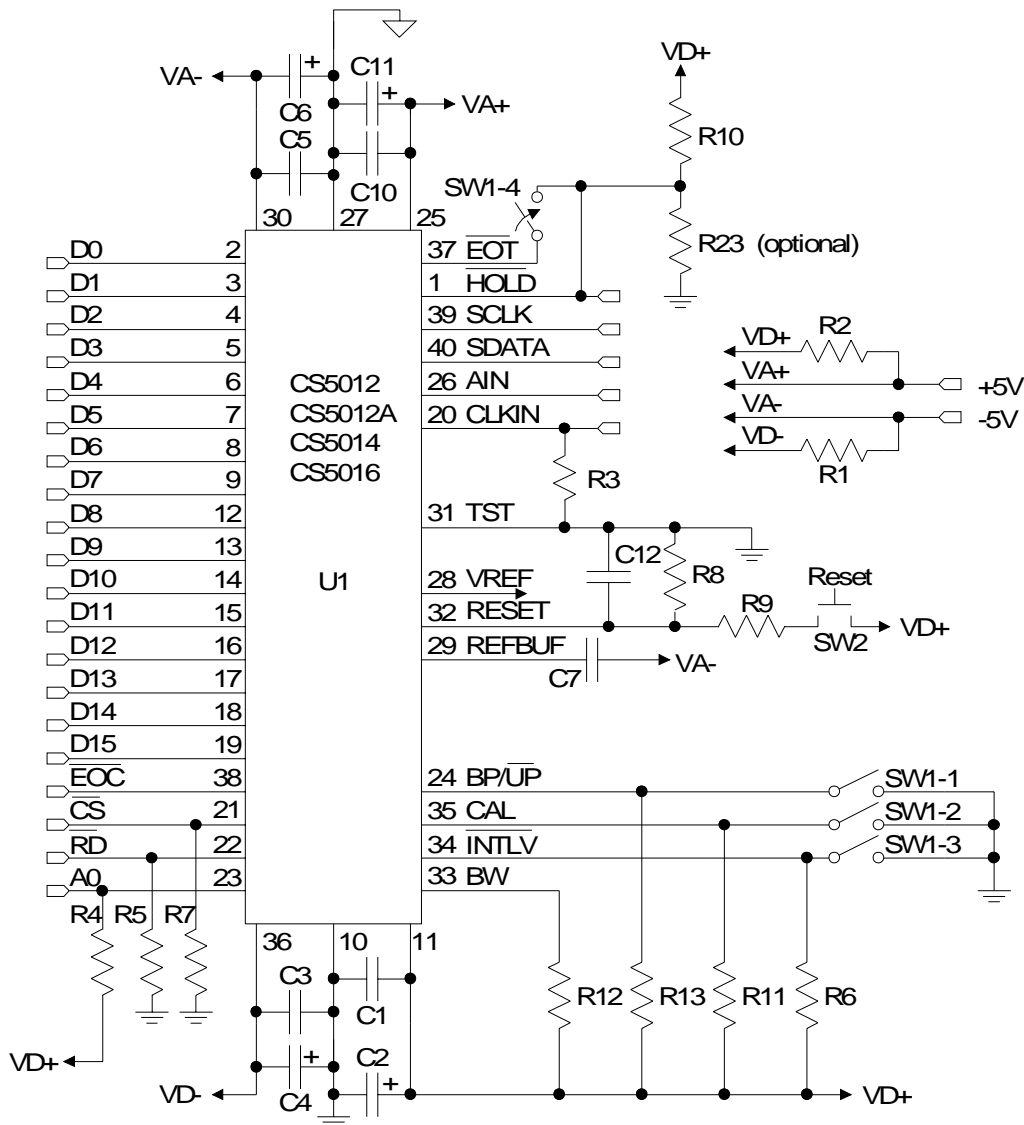 VA-
+
C6
C5
C11
+
VA+
C10
VD+
R10
R23 (optional)
SW1-4
30 27 25
D0 2
D1 3
D2 4
D3 5
D4 6
D5 7
D6 8
D7 9
D8 12
D9 13
D10 14
D11 15
D12 16
D13 17
D14 18
D15 19
EOC 38
CS 21
RD 22
A0 23
CS5012
CS5012A
CS5014
CS5016
U1
37 EOT
1 HOLD
39 SCLK
40 SDATA
26 AIN
20 CLKIN
31 TST
28 VREF
32 RESET
29 REFBUF
24 BP/UP
35 CAL
34 INTLV
33 BW
R3
C12
R8
R9
Reset
SW2
VD+
C7
VA-
VD+ R2
VA+ +5V
VA- -5V
VD- R1
SW1-1
SW1-2
SW1-3
R4 R5 R7
36 10 11
C3
C1
R12 R13 R11 R6
VD+
VD-
+
C4
C2
+
VD+